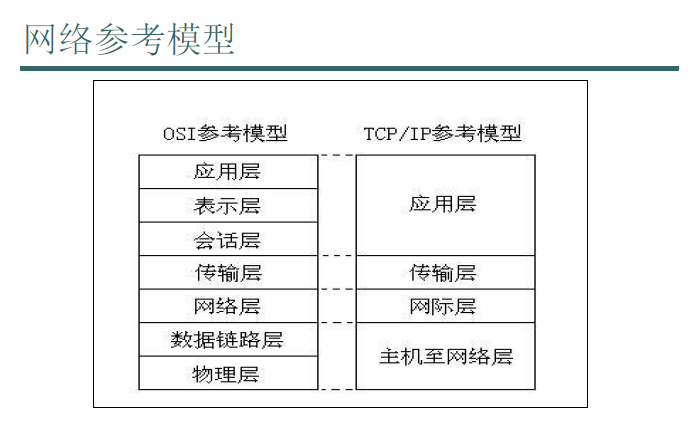 网络参考模型
OSI参考模型
TCP/IP参考模型
应用层
表示层
会话层
传输层
网络层
数据链路层
物理层
应用层
传输层
网际层
主机至网络层